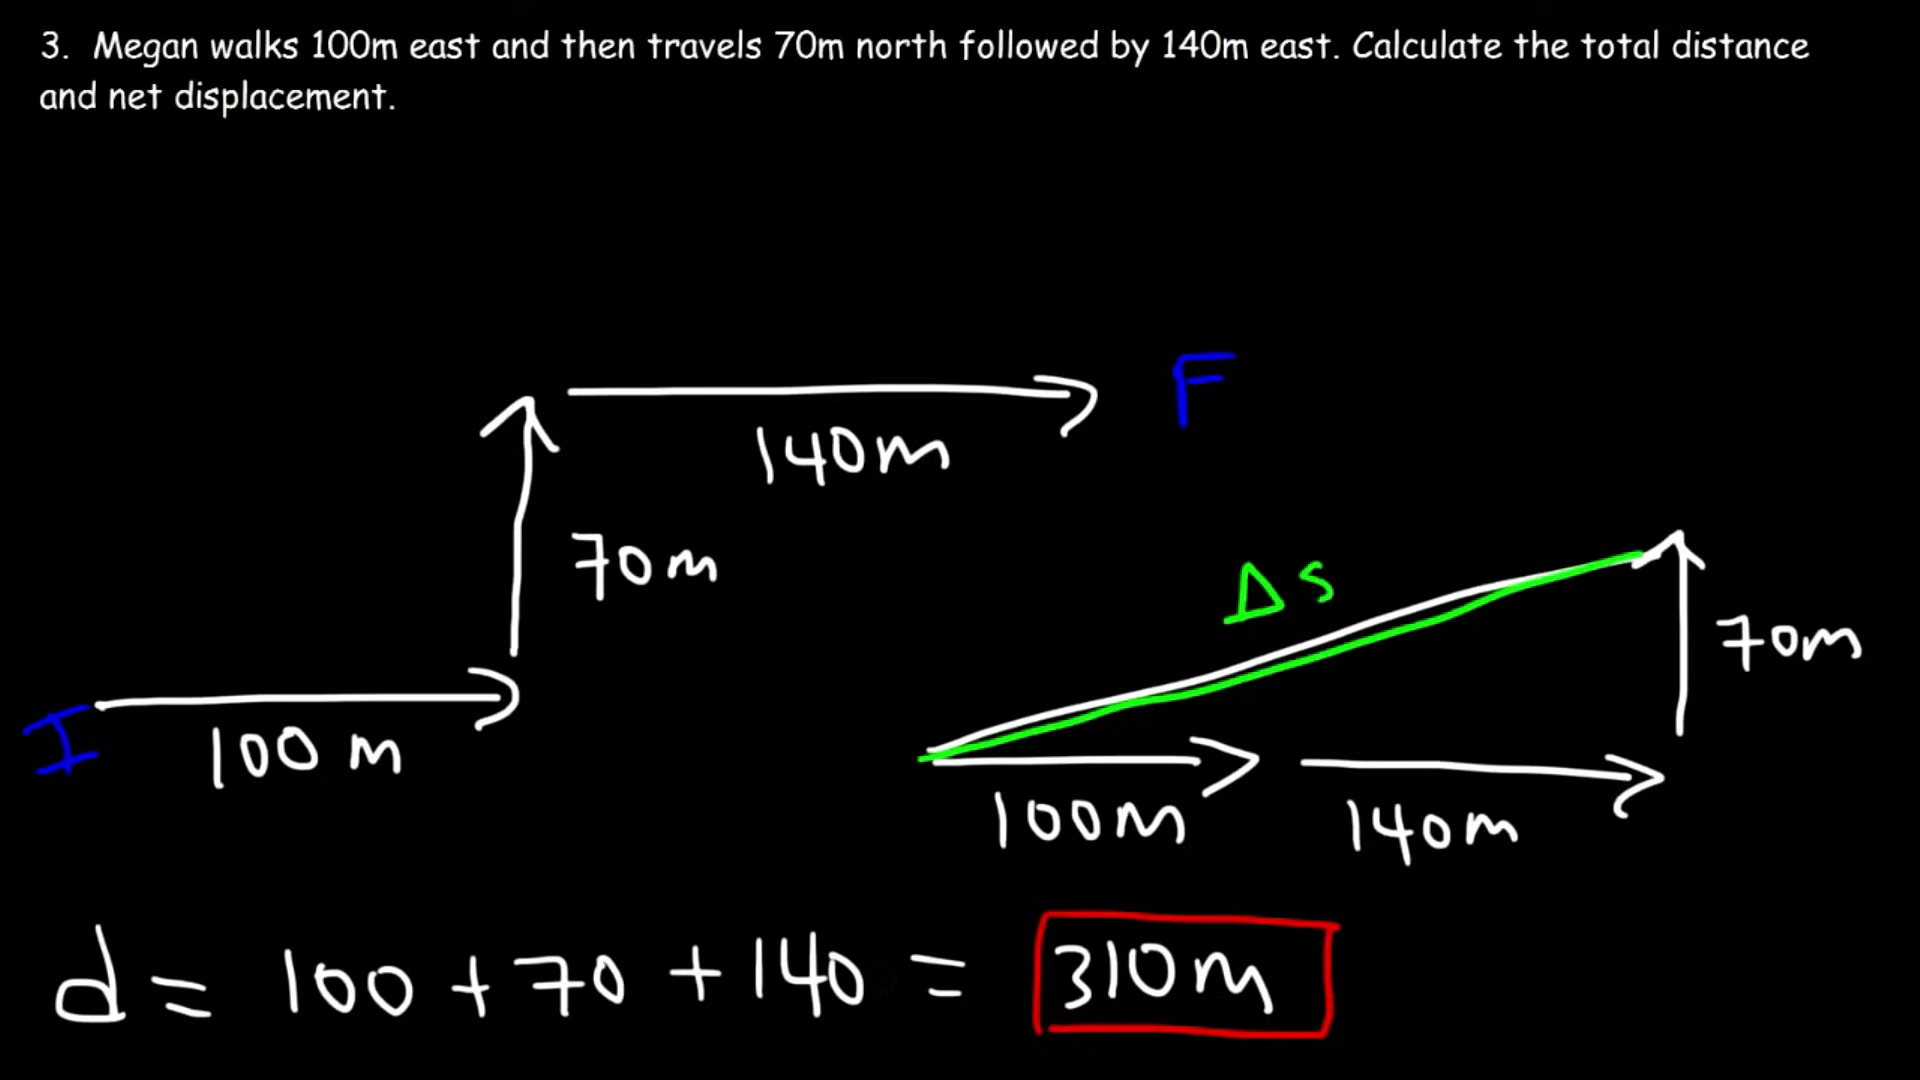 3. Megan walks 100m east and then travels 70m north followed by 140m east. Calculate the total distance
and net displacement.
F
140m
70m
Δs
70m
I
100 m
100m
140m
d = 100 + 70 + 140 = 310m